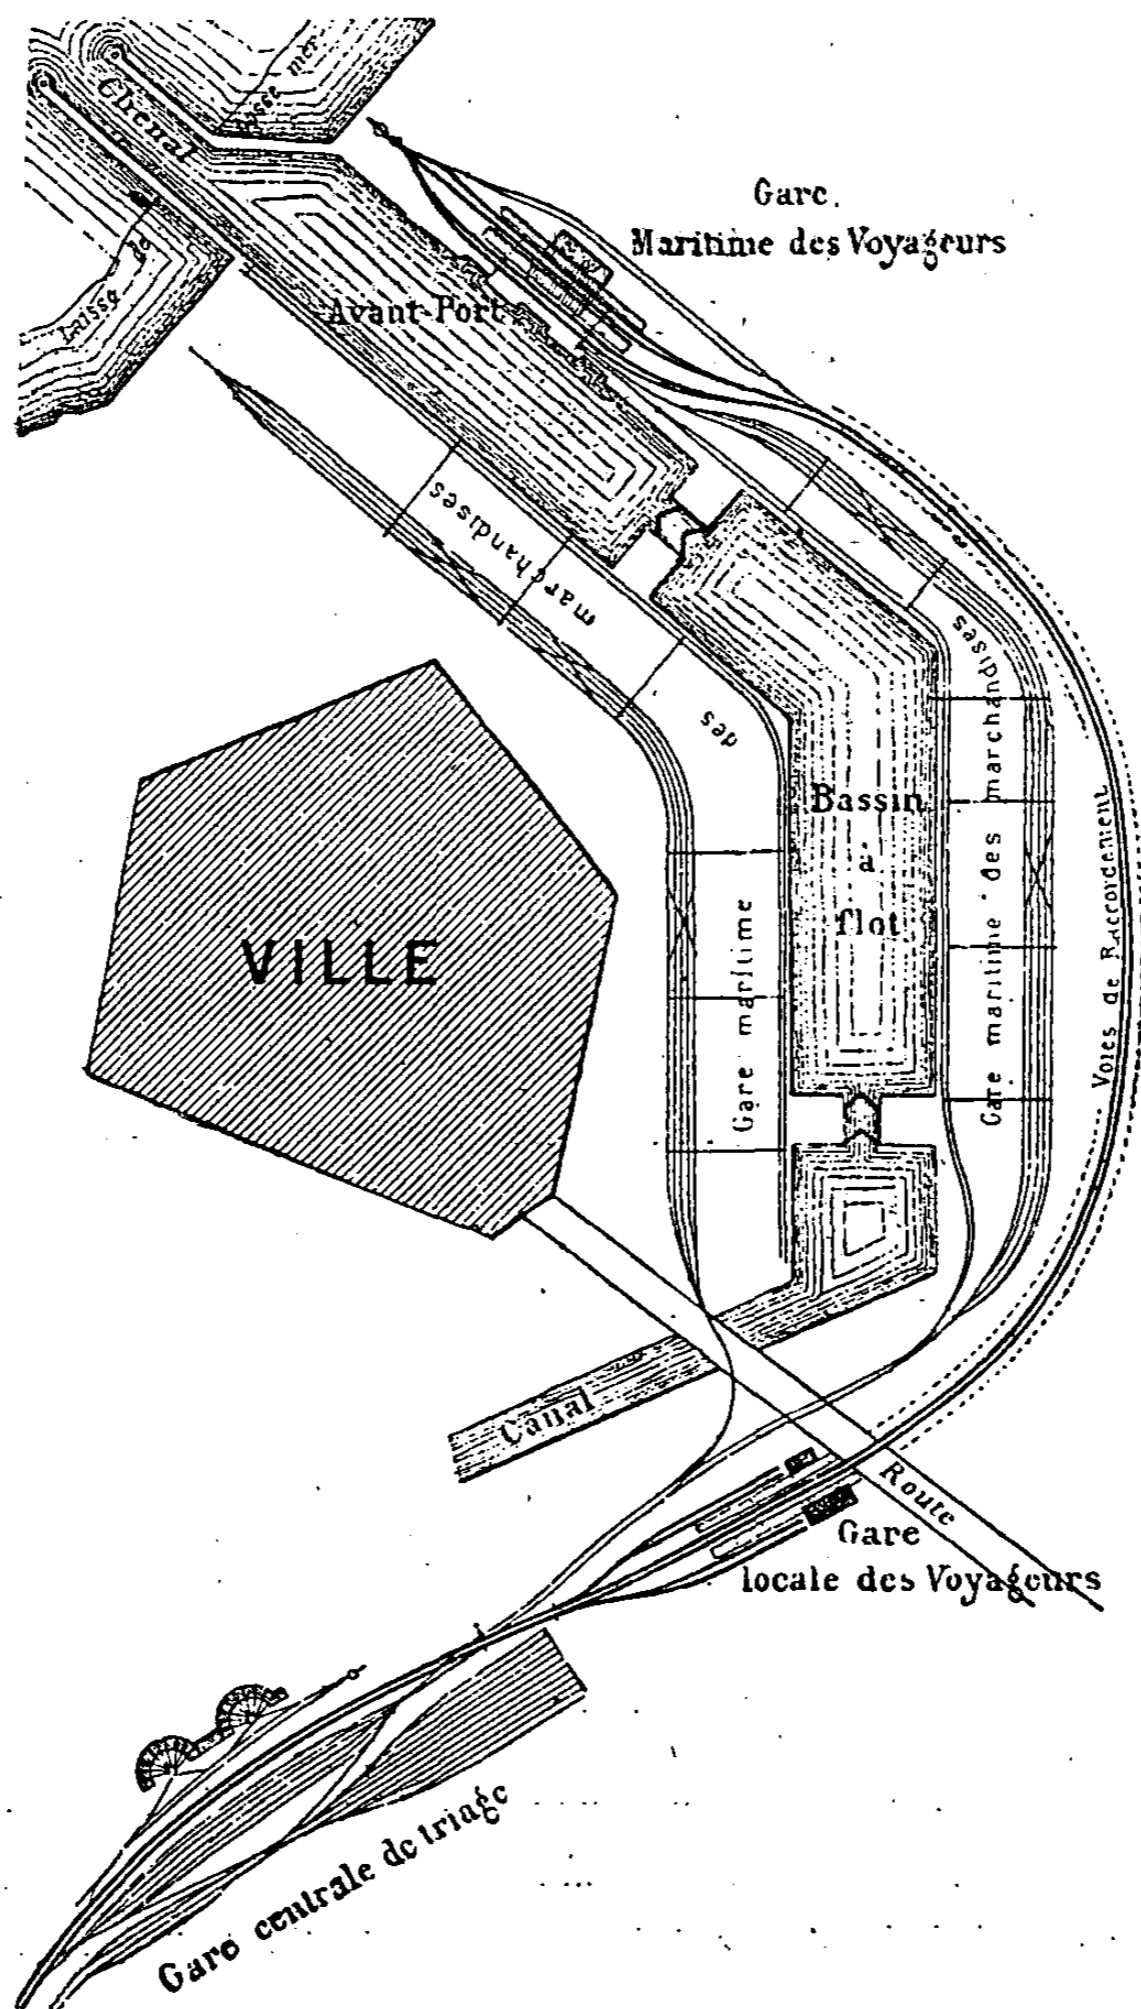 Chenal
Laisse de
basse mer
Gare
Maritime des Voyageurs
Avant-Port
Gare maritime des marchandises
Bassin
à
flot
Gare maritime des marchandises
Voies de Raccordement
VILLE
Canal
Route
Gare
locale des Voyageurs
Gare centrale de triage